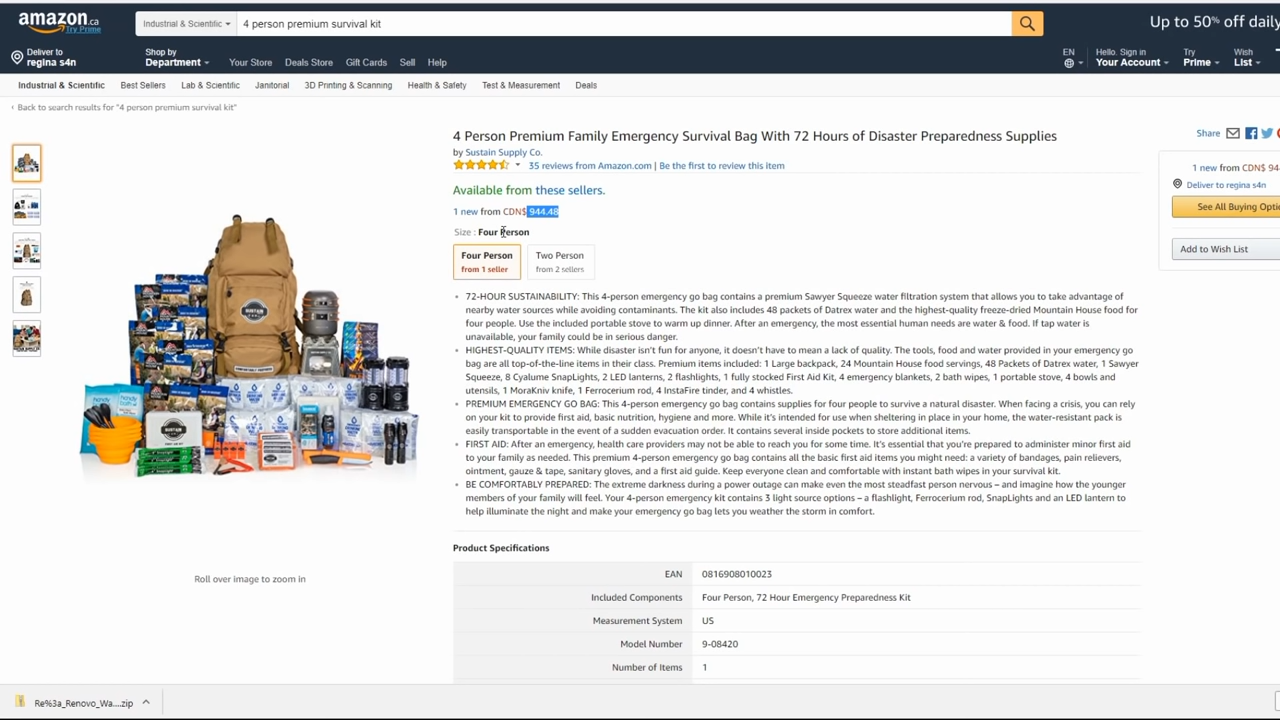 amazon.ca
Try Prime
Industrial & Scientific
4 person premium survival kit
Up to 50% off daily
Deliver to
regina s4n
Shop by
Department
Your Store
Deals Store
Gift Cards
Sell
Help
EN
Hello. Sign in
Your Account
Try
Prime
Wish
List
Industrial & Scientific
Best Sellers
Lab & Scientific
Janitorial
3D Printing & Scanning
Health & Safety
Test & Measurement
Deals
‹ Back to search results for "4 person premium survival kit"
4 Person Premium Family Emergency Survival Bag With 72 Hours of Disaster Preparedness Supplies
by Sustain Supply Co.
35 reviews from Amazon.com | Be the first to review this item
Available from these sellers.
1 new from CDN$ 944.48
Size : Four Person
Four Person
from 1 seller
Two Person
from 2 sellers
72-HOUR SUSTAINABILITY: This 4-person emergency go bag contains a premium Sawyer Squeeze water filtration system that allows you to take advantage of
nearby water sources while avoiding contaminants. The kit also includes 48 packets of Datrex water and the highest-quality freeze-dried Mountain House food for
four people. Use the included portable stove to warm up dinner. After an emergency, the most essential human needs are water & food. If tap water is
unavailable, your family could be in serious danger.
HIGHEST-QUALITY ITEMS: While disaster isn't fun for anyone, it doesn't have to mean a lack of quality. The tools, food and water provided in your emergency go
bag are all top-of-the-line items in their class. Premium items included: 1 Large backpack, 24 Mountain House food servings, 48 Packets of Datrex water, 1 Sawyer
Squeeze, 8 Cyalume SnapLights, 2 LED lanterns, 2 flashlights, 1 fully stocked First Aid Kit, 4 emergency blankets, 2 bath wipes, 1 portable stove, 4 bowls and
utensils, 1 MoraKniv knife, 1 Ferrocerium rod, 4 InstaFire tinder, and 4 whistles.
PREMIUM EMERGENCY GO BAG: This 4-person emergency go bag contains supplies for four people to survive a natural disaster. When facing a crisis, you can rely
on your kit to provide first aid, basic nutrition, hygiene and more. While it's intended for use when sheltering in place in your home, the water-resistant pack is
easily transportable in the event of a sudden evacuation order. It contains several inside pockets to store additional items.
FIRST AID: After an emergency, health care providers may not be able to reach you for some time. It's essential that you're prepared to administer minor first aid
to your family as needed. This premium 4-person emergency go bag contains all the basic first aid items you might need: a variety of bandages, pain relievers,
ointment, gauze & tape, sanitary gloves, and a first aid guide. Keep everyone clean and comfortable with instant bath wipes in your survival kit.
BE COMFORTABLY PREPARED: The extreme darkness during a power outage can make even the most steadfast person nervous – and imagine how the younger
members of your family will feel. Your 4-person emergency kit contains 3 light source options – a flashlight, Ferrocerium rod, SnapLights and an LED lantern to
help illuminate the night and make your emergency go bag lets you weather the storm in comfort.
Share
1 new from CDN$ 94
Deliver to regina s4n
See All Buying Opti
Add to Wish List
SUSTAIN
Roll over image to zoom in
Product Specifications
EAN 0816908010023
Included Components Four Person, 72 Hour Emergency Preparedness Kit
Measurement System US
Model Number 9-08420
Number of Items 1
Re%3a_Renovo_Wa....zip